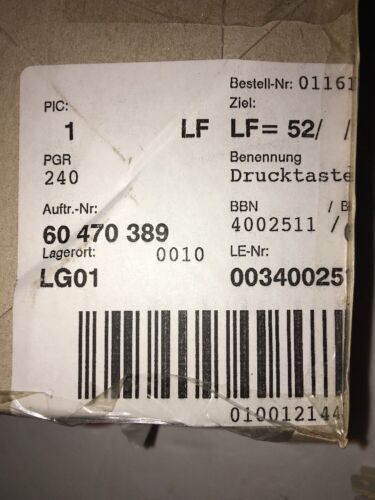 Bestell-Nr: 01161
PIC: Ziel:
1 LF LF= 52/ /
PGR Benennung
240 Drucktaste
Auftr.-Nr: BBN / B
60 470 389 4002511 /
Lagerort: 0010 LE-Nr:
LG01 00340025
010012144